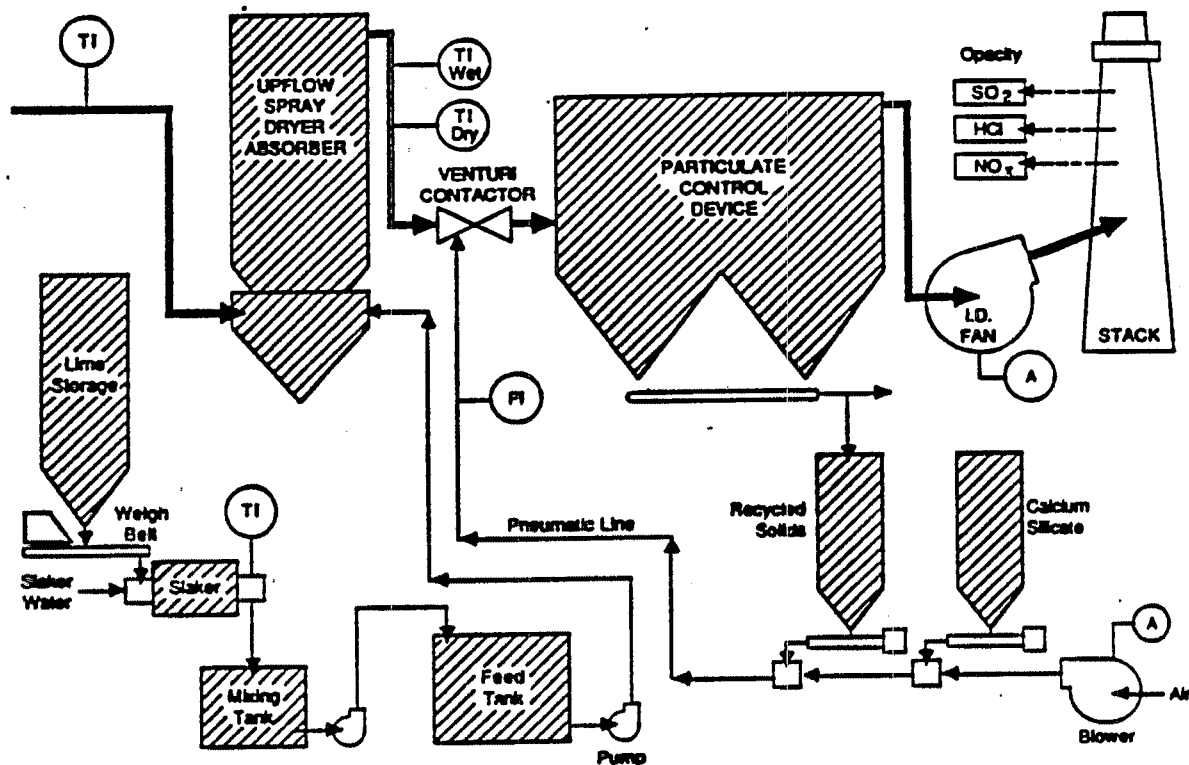 TI
UPFLOW
SPRAY
DRYER
ABSORBER
TI
Wet
TI
Dry
VENTURI
CONTACTOR
PARTICULATE
CONTROL
DEVICE
Opacity
SO2
HCl
NOx
I.D.
FAN
STACK
A
Lime
Storage
PI
Weigh
Belt
TI
Slaker
Water
Slaker
Pneumatic Line
Recycled
Solids
Calcium
Silicate
A
Mixing
Tank
Feed
Tank
Pump
Air
Blower